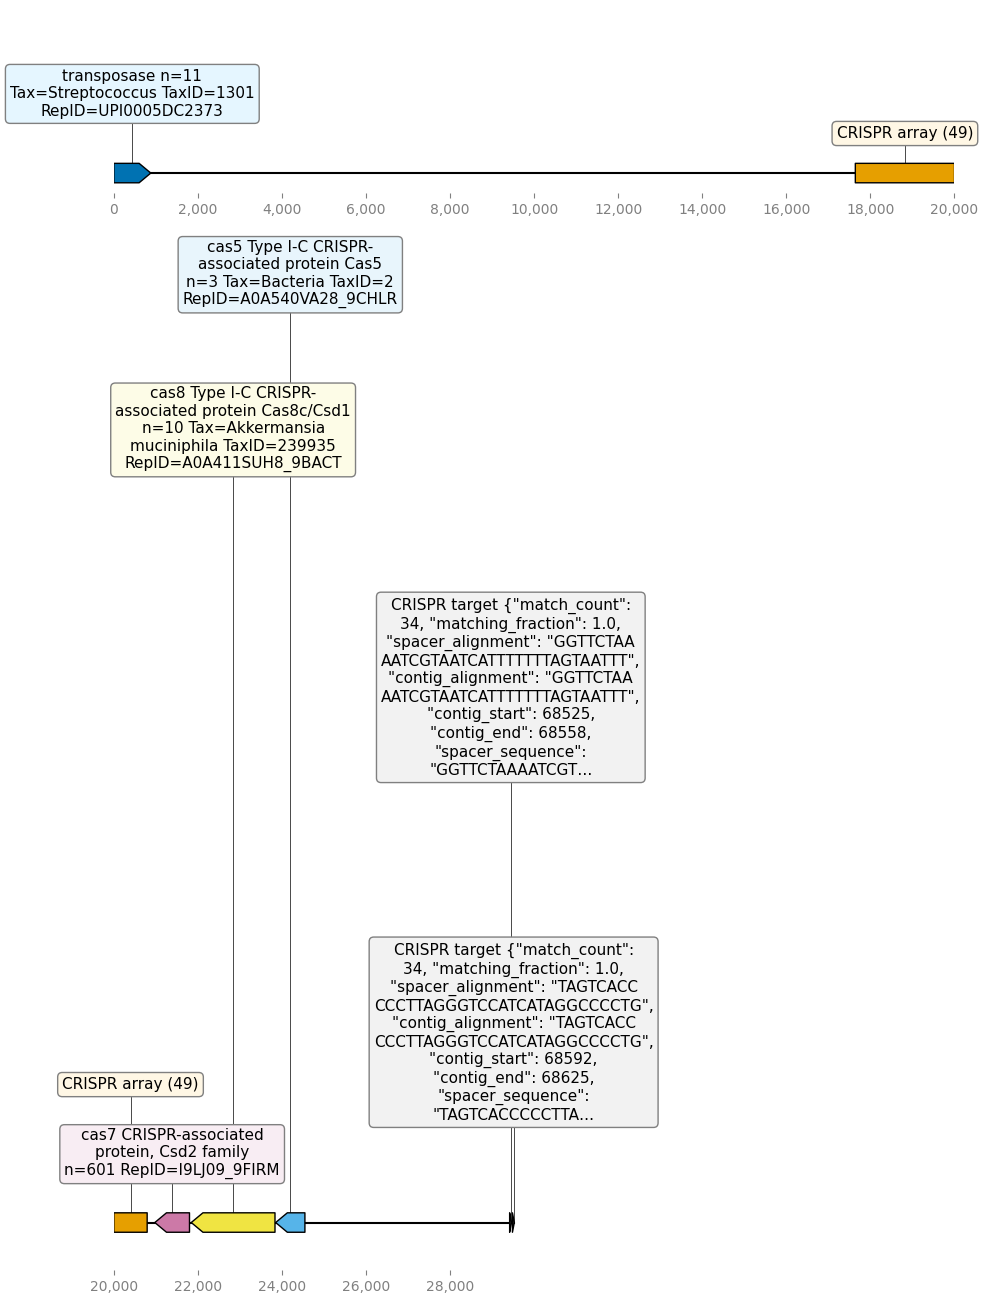 transposase n=11
Tax=Streptococcus TaxID=1301
RepID=UPI0005DC2373
CRISPR array (49)
0
2,000
4,000
6,000
8,000
10,000
12,000
14,000
16,000
18,000
20,000
cas5 Type I-C CRISPR-
associated protein Cas5
n=3 Tax=Bacteria TaxID=2
RepID=A0A540VA28_9CHLR
cas8 Type I-C CRISPR-
associated protein Cas8c/Csd1
n=10 Tax=Akkermansia
muciniphila TaxID=239935
RepID=A0A411SUH8_9BACT
CRISPR target {"match_count":
34, "matching_fraction": 1.0,
"spacer_alignment": "GGTTCTAA
AATCGTAATCATTTTTTTAGTAATTT",
"contig_alignment": "GGTTCTAA
AATCGTAATCATTTTTTTAGTAATTT",
"contig_start": 68525,
"contig_end": 68558,
"spacer_sequence":
"GGTTCTAAAATCGT…
CRISPR target {"match_count":
34, "matching_fraction": 1.0,
"spacer_alignment": "TAGTCACC
CCCTTAGGGTCCATCATAGGCCCCTG",
"contig_alignment": "TAGTCACC
CCCTTAGGGTCCATCATAGGCCCCTG",
"contig_start": 68592,
"contig_end": 68625,
"spacer_sequence":
"TAGTCACCCCCTTA…
CRISPR array (49)
cas7 CRISPR-associated
protein, Csd2 family
n=601 RepID=I9LJ09_9FIRM
20,000
22,000
24,000
26,000
28,000